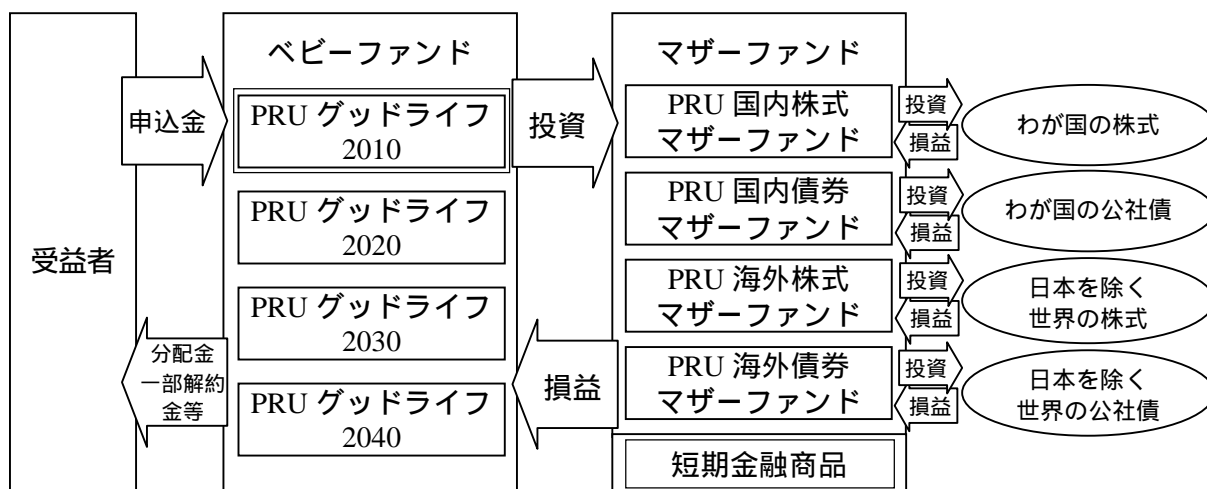 受益者
申込金
分配金
一部解約
金等
ベビーファンド
PRU グッドライフ
2010
PRU グッドライフ
2020
PRU グッドライフ
2030
PRU グッドライフ
2040
投資
損益
マザーファンド
PRU 国内株式
マザーファンド
PRU 国内債券
マザーファンド
PRU 海外株式
マザーファンド
PRU 海外債券
マザーファンド
短期金融商品
投資
損益
わが国の株式
投資
損益
わが国の公社債
投資
損益
日本を除く
世界の株式
投資
損益
日本を除く
世界の公社債